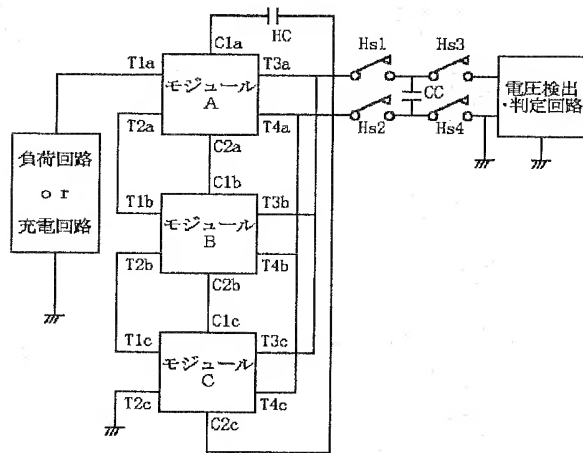 C1a
HC
Hs1
Hs3
T1a
モジュール
A
T3a
CC
電圧検出
・判定回路
T2a
T4a
Hs2
Hs4
C2a
負荷回路
or
充電回路
C1b
T1b
モジュール
B
T3b
T2b
T4b
C2b
C1c
T1c
モジュール
C
T3c
T2c
T4c
C2c